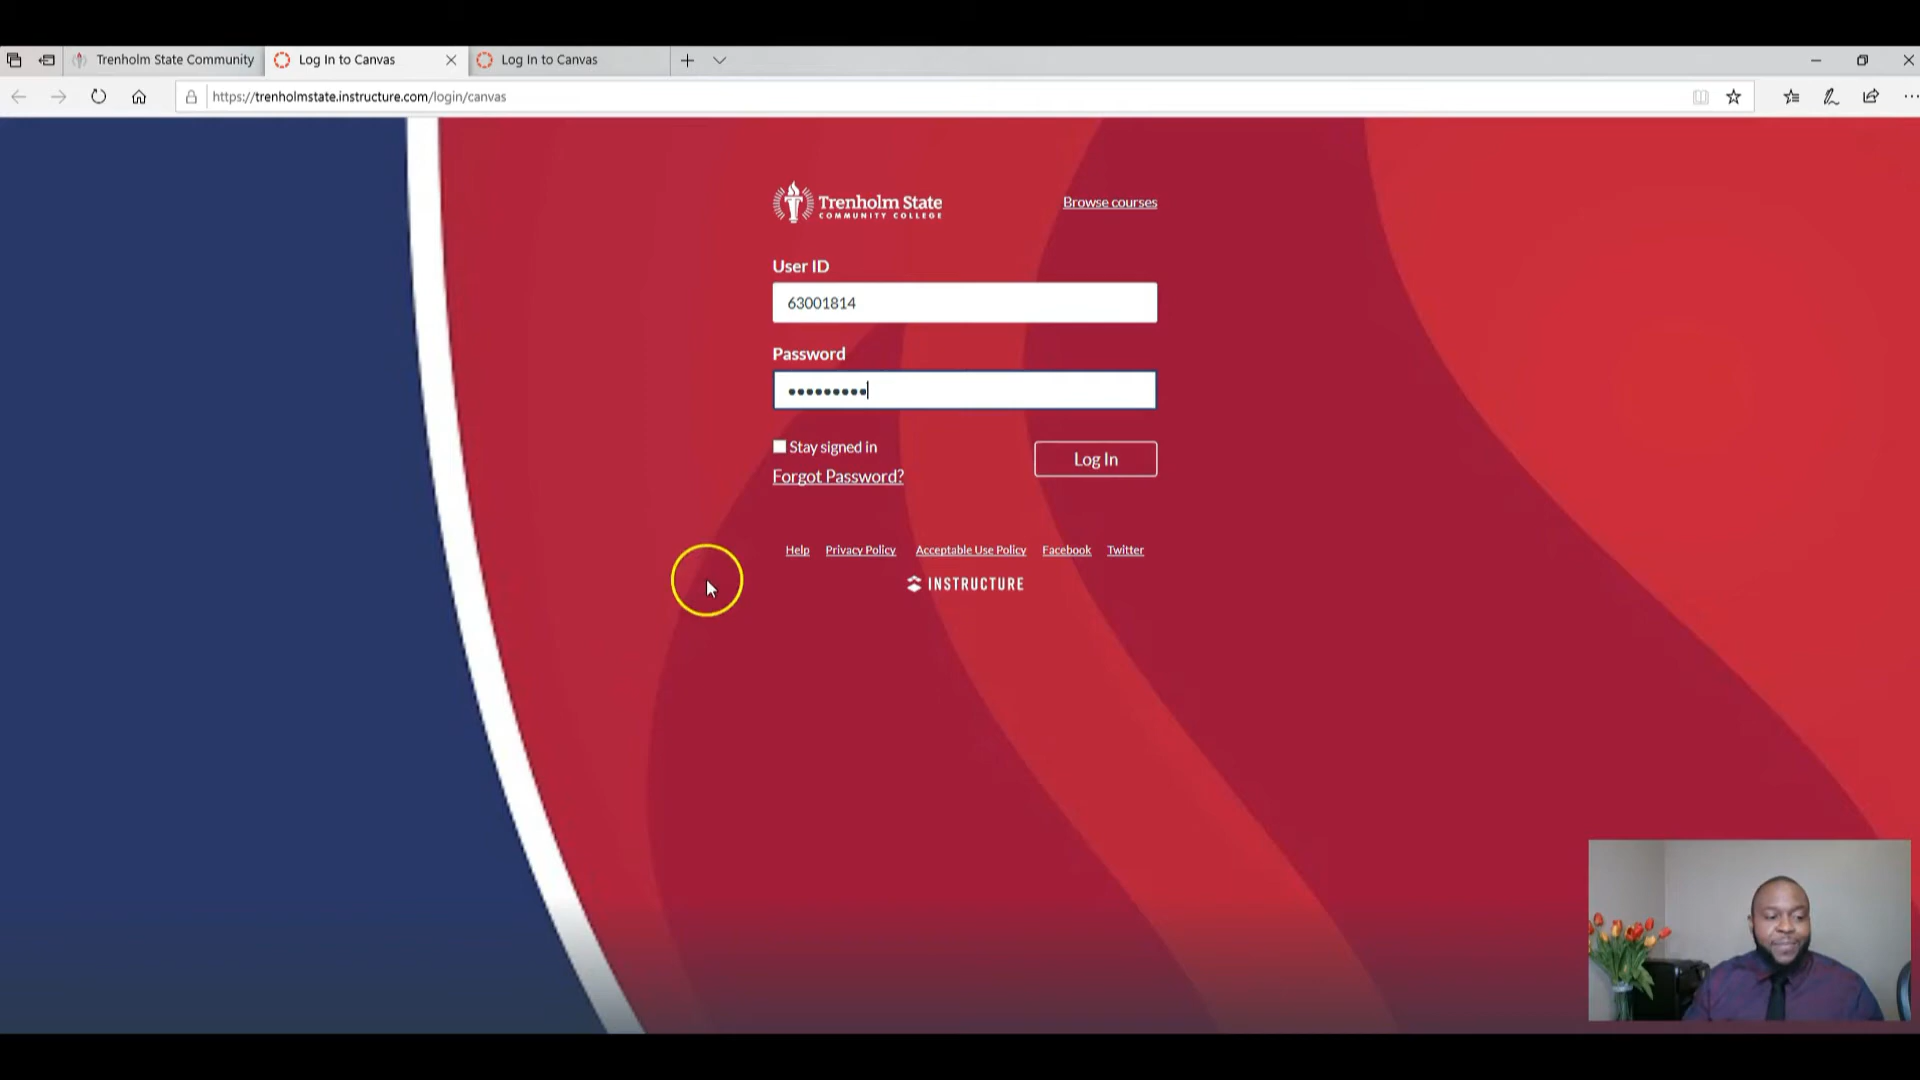 Trenholm State Community
Log In to Canvas
Log In to Canvas
https://trenholmstate.instructure.com/login/canvas
Trenholm State
COMMUNITY COLLEGE
Browse courses
User ID
63001814
Password
•••••••••
Stay signed in
Log In
Forgot Password?
Help Privacy Policy Acceptable Use Policy Facebook Twitter
INSTRUCTURE